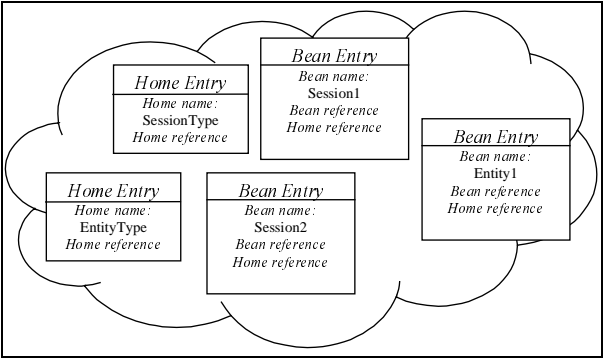 Home Entry
Home name:
SessionType
Home reference
Bean Entry
Bean name:
Session1
Bean reference
Home reference
Bean Entry
Bean name:
Entity1
Bean reference
Home reference
Home Entry
Home name:
EntityType
Home reference
Bean Entry
Bean name:
Session2
Bean reference
Home reference